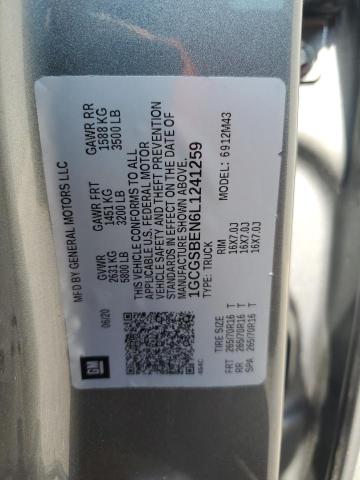 GM
MFD BY GENERAL MOTORS LLC
06/20
GVWR
2631 KG
5800 LB
GAWR FRT
1451 KG
3200 LB
GAWR RR
1588 KG
3500 LB
THIS VEHICLE CONFORMS TO ALL
APPLICABLE U.S. FEDERAL MOTOR
VEHICLE SAFETY AND THEFT PREVENTION
STANDARDS IN EFFECT ON THE DATE OF
MANUFACTURE SHOWN ABOVE.
1GCGSBEN6L1241259
TYPE: TRUCK
MODEL: 6912M43
TIRE SIZE
RIM
FRT 265/70R16 T 16X7.0J
RR 265/70R16 T 16X7.0J
SPA 265/70R16 T 16X7.0J